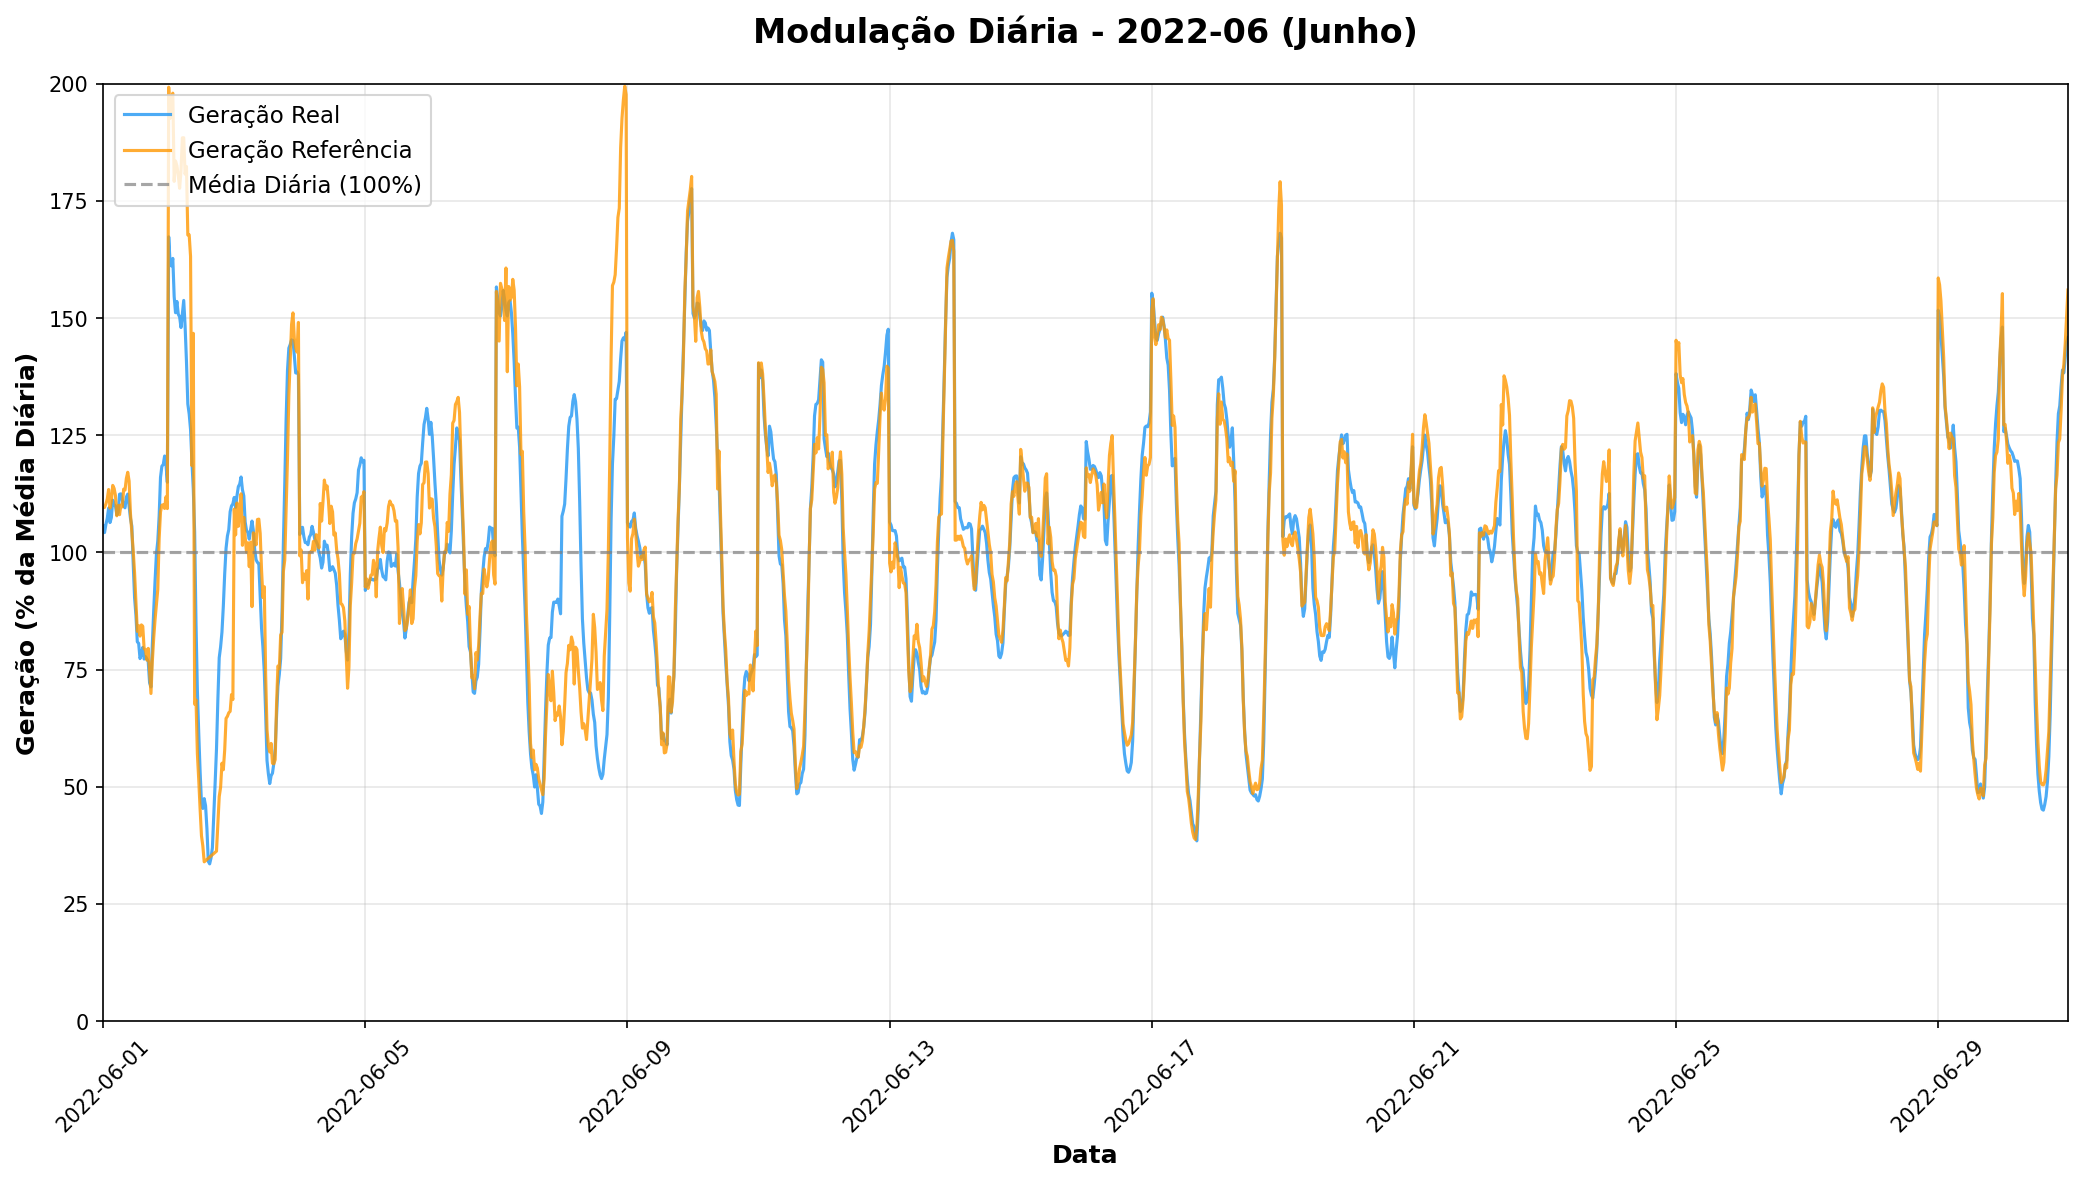 Modulação Diária - 2022-06 (Junho)
Geração Real
Geração Referência
Média Diária (100%)
Geração (% da Média Diária)
200
175
150
125
100
75
50
25
0
2022-06-01
2022-06-05
2022-06-09
2022-06-13
2022-06-17
2022-06-21
2022-06-25
2022-06-29
Data